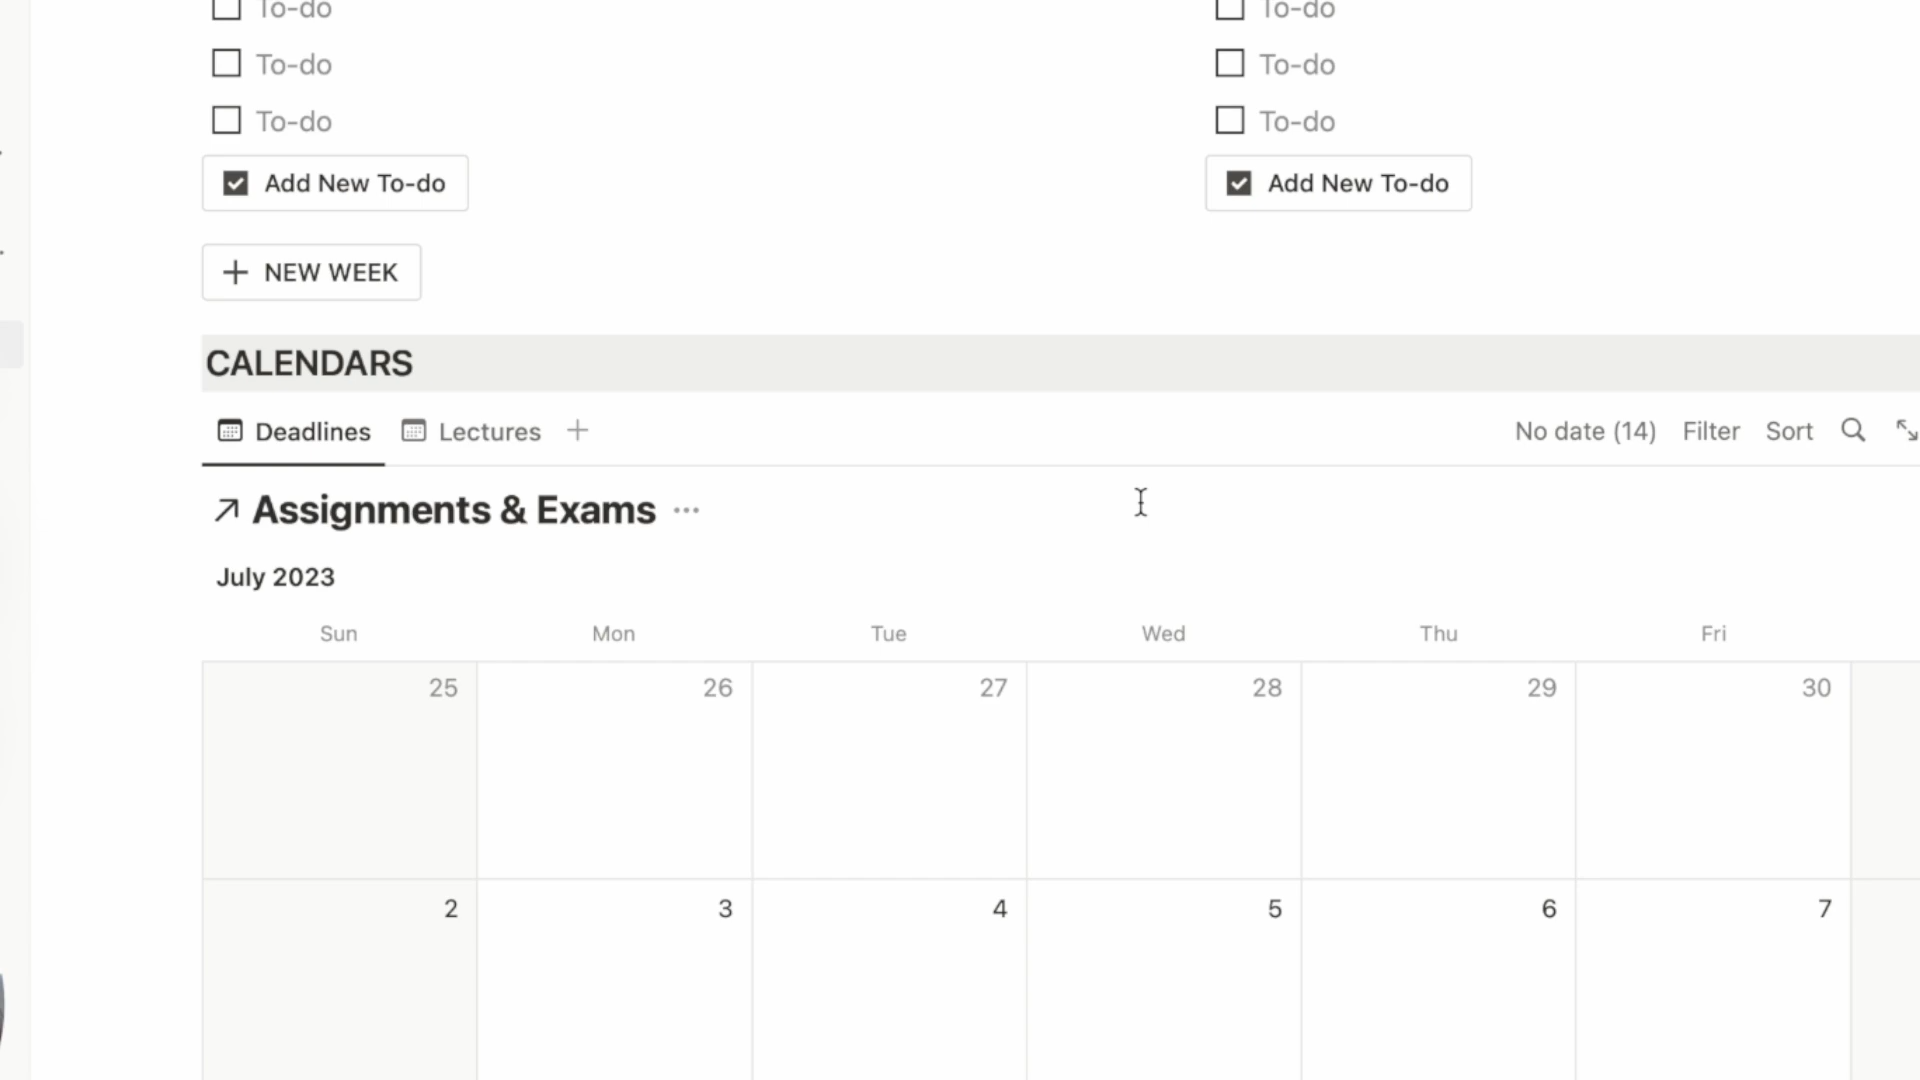 To-do To-do
To-do To-do
To-do To-do
Add New To-do Add New To-do
NEW WEEK
CALENDARS
Deadlines Lectures No date (14) Filter Sort
Assignments & Exams
July 2023
Sun Mon Tue Wed Thu Fri
25 26 27 28 29 30
2 3 4 5 6 7